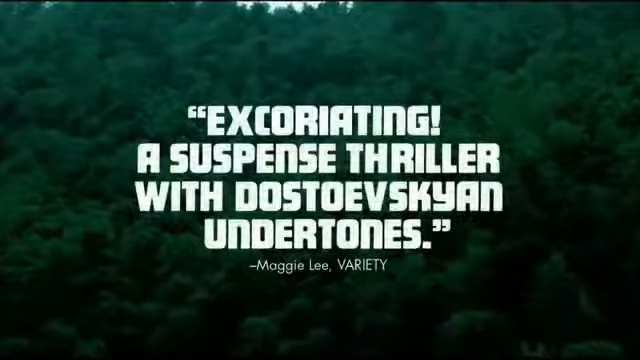 “EXCORIATING!
A SUSPENSE THRILLER
WITH DOSTOEVSKYAN
UNDERTONES.”
–Maggie Lee, VARIETY